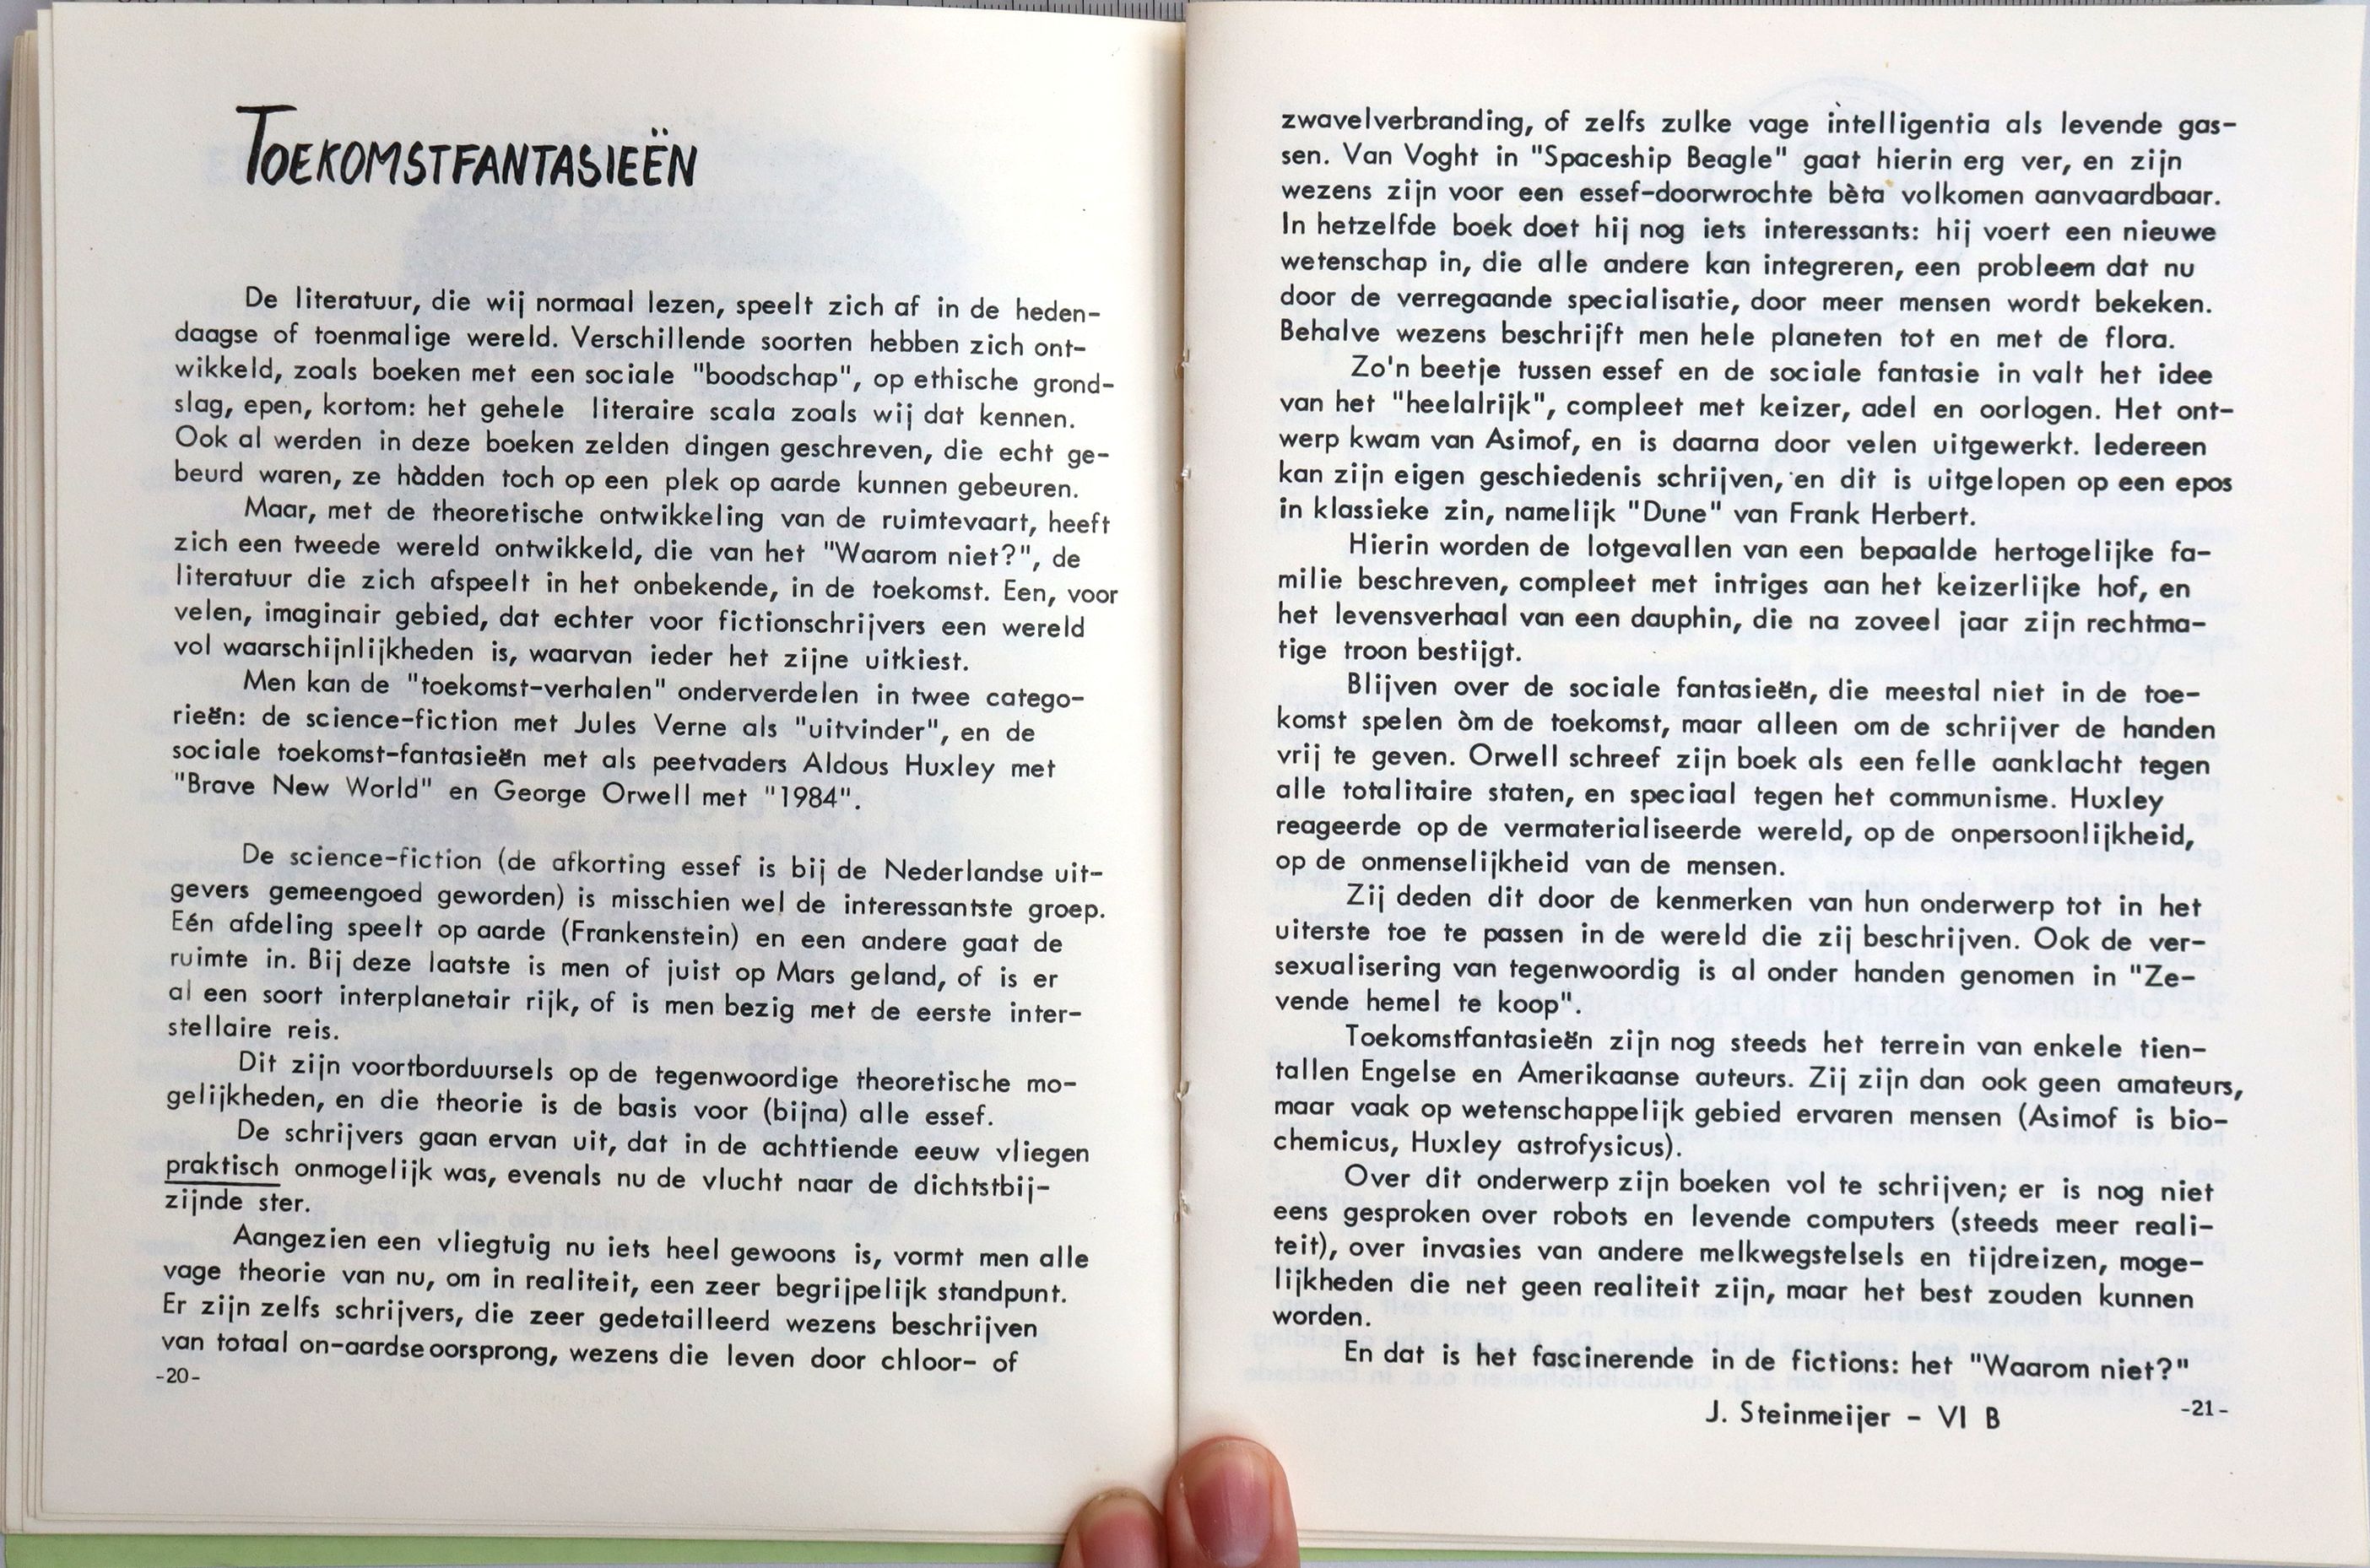 TOEKOMSTFANTASIEËN
De literatuur, die wij normaal lezen, speelt zich af in de heden-
daagse of toenmalige wereld. Verschillende soorten hebben zich ont-
wikkeld, zoals boeken met een sociale "boodschap", op ethische grond-
slag, epen, kortom: het gehele literaire scala zoals wij dat kennen.
Ook al werden in deze boeken zelden dingen geschreven, die echt ge-
beurd waren, ze hàdden toch op een plek op aarde kunnen gebeuren.
Maar, met de theoretische ontwikkeling van de ruimtevaart, heeft
zich een tweede wereld ontwikkeld, die van het "Waarom niet?", de
literatuur die zich afspeelt in het onbekende, in de toekomst. Een, voor
velen, imaginair gebied, dat echter voor fictionschrijvers een wereld
vol waarschijnlijkheden is, waarvan ieder het zijne uitkiest.
Men kan de "toekomst-verhalen" onderverdelen in twee catego-
rieën: de science-fiction met Jules Verne als "uitvinder", en de
sociale toekomst-fantasieën met als peetvaders Aldous Huxley met
"Brave New World" en George Orwell met "1984".
De science-fiction (de afkorting essef is bij de Nederlandse uit-
gevers gemeengoed geworden) is misschien wel de interessantste groep.
Eén afdeling speelt op aarde (Frankenstein) en een andere gaat de
ruimte in. Bij deze laatste is men of juist op Mars geland, of is er
al een soort interplanetair rijk, of is men bezig met de eerste inter-
stellaire reis.
Dit zijn voortborduursels op de tegenwoordige theoretische mo-
gelijkheden, en die theorie is de basis voor (bijna) alle essef.
De schrijvers gaan ervan uit, dat in de achttiende eeuw vliegen
praktisch onmogelijk was, evenals nu de vlucht naar de dichtstbij-
zijnde ster.
Aangezien een vliegtuig nu iets heel gewoons is, vormt men alle
vage theorie van nu, om in realiteit, een zeer begrijpelijk standpunt.
Er zijn zelfs schrijvers, die zeer gedetailleerd wezens beschrijven
van totaal on-aardse oorsprong, wezens die leven door chloor- of
-20-
zwavelverbranding, of zelfs zulke vage intelligentia als levende gas-
sen. Van Voght in "Spaceship Beagle" gaat hierin erg ver, en zijn
wezens zijn voor een essef-doorwrochte bèta volkomen aanvaardbaar.
In hetzelfde boek doet hij nog iets interessants: hij voert een nieuwe
wetenschap in, die alle andere kan integreren, een probleem dat nu
door de verregaande specialisatie, door meer mensen wordt bekeken.
Behalve wezens beschrijft men hele planeten tot en met de flora.
Zo'n beetje tussen essef en de sociale fantasie in valt het idee
van het "heelalrijk", compleet met keizer, adel en oorlogen. Het ont-
werp kwam van Asimof, en is daarna door velen uitgewerkt. Iedereen
kan zijn eigen geschiedenis schrijven, en dit is uitgelopen op een epos
in klassieke zin, namelijk "Dune" van Frank Herbert.
Hierin worden de lotgevallen van een bepaalde hertogelijke fa-
milie beschreven, compleet met intriges aan het keizerlijke hof, en
het levensverhaal van een dauphin, die na zoveel jaar zijn rechtma-
tige troon bestijgt.
Blijven over de sociale fantasieën, die meestal niet in de toe-
komst spelen òm de toekomst, maar alleen om de schrijver de handen
vrij te geven. Orwell schreef zijn boek als een felle aanklacht tegen
alle totalitaire staten, en speciaal tegen het communisme. Huxley
reageerde op de vermaterialiseerde wereld, op de onpersoonlijkheid,
op de onmenselijkheid van de mensen.
Zij deden dit door de kenmerken van hun onderwerp tot in het
uiterste toe te passen in de wereld die zij beschrijven. Ook de ver-
sexualisering van tegenwoordig is al onder handen genomen in "Ze-
vende hemel te koop".
Toekomstfantasieën zijn nog steeds het terrein van enkele tien-
tallen Engelse en Amerikaanse auteurs. Zij zijn dan ook geen amateurs,
maar vaak op wetenschappelijk gebied ervaren mensen (Asimof is bio-
chemicus, Huxley astrofysicus).
Over dit onderwerp zijn boeken vol te schrijven; er is nog niet
eens gesproken over robots en levende computers (steeds meer reali-
teit), over invasies van andere melkwegstelsels en tijdreizen, moge-
lijkheden die net geen realiteit zijn, maar het best zouden kunnen
worden.
En dat is het fascinerende in de fictions: het "Waarom niet?"
J. Steinmeijer - VI B
-21-